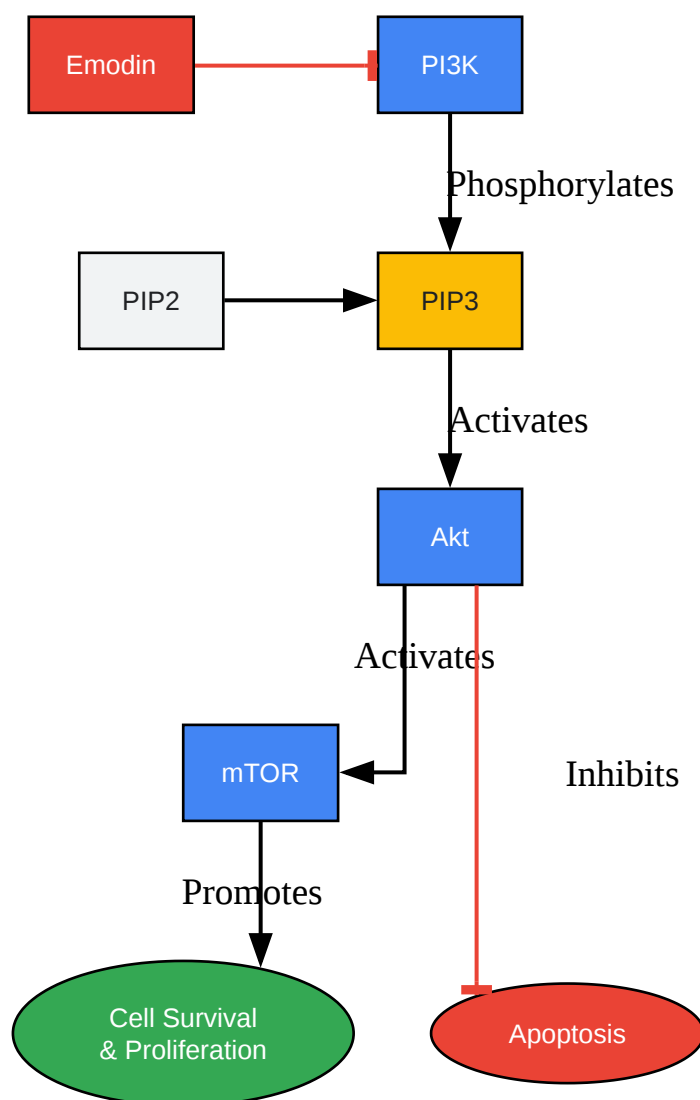 Emodin
PI3K
Phosphorylates
PIP2
PIP3
Activates
Akt
Activates
mTOR
Inhibits
Promotes
Cell Survival
& Proliferation
Apoptosis